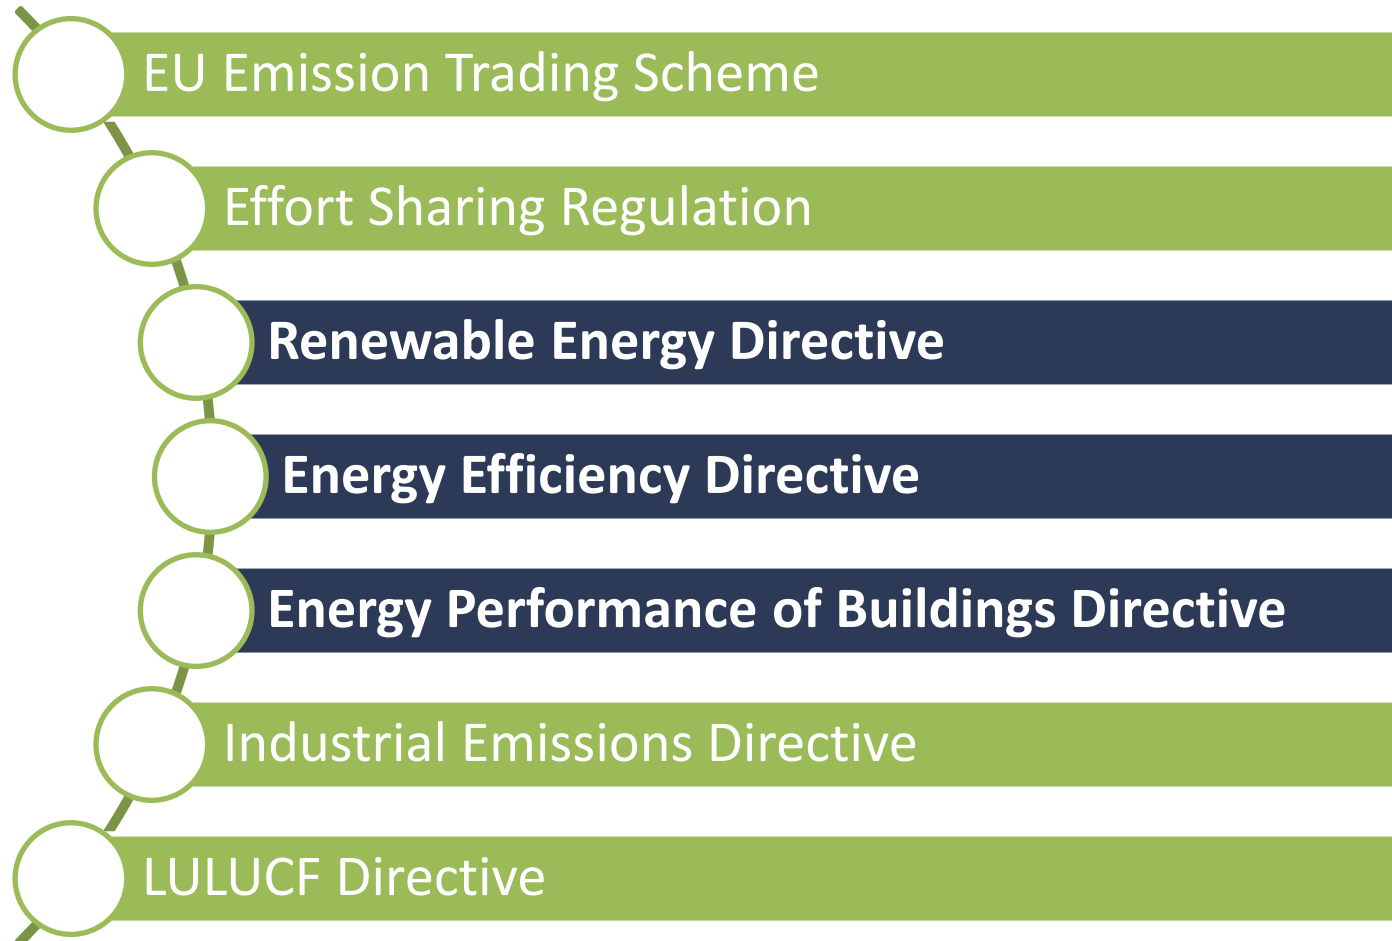 EU Emission Trading Scheme
Effort Sharing Regulation
Renewable Energy Directive
Energy Efficiency Directive
Energy Performance of Buildings Directive
Industrial Emissions Directive
LULUCF Directive